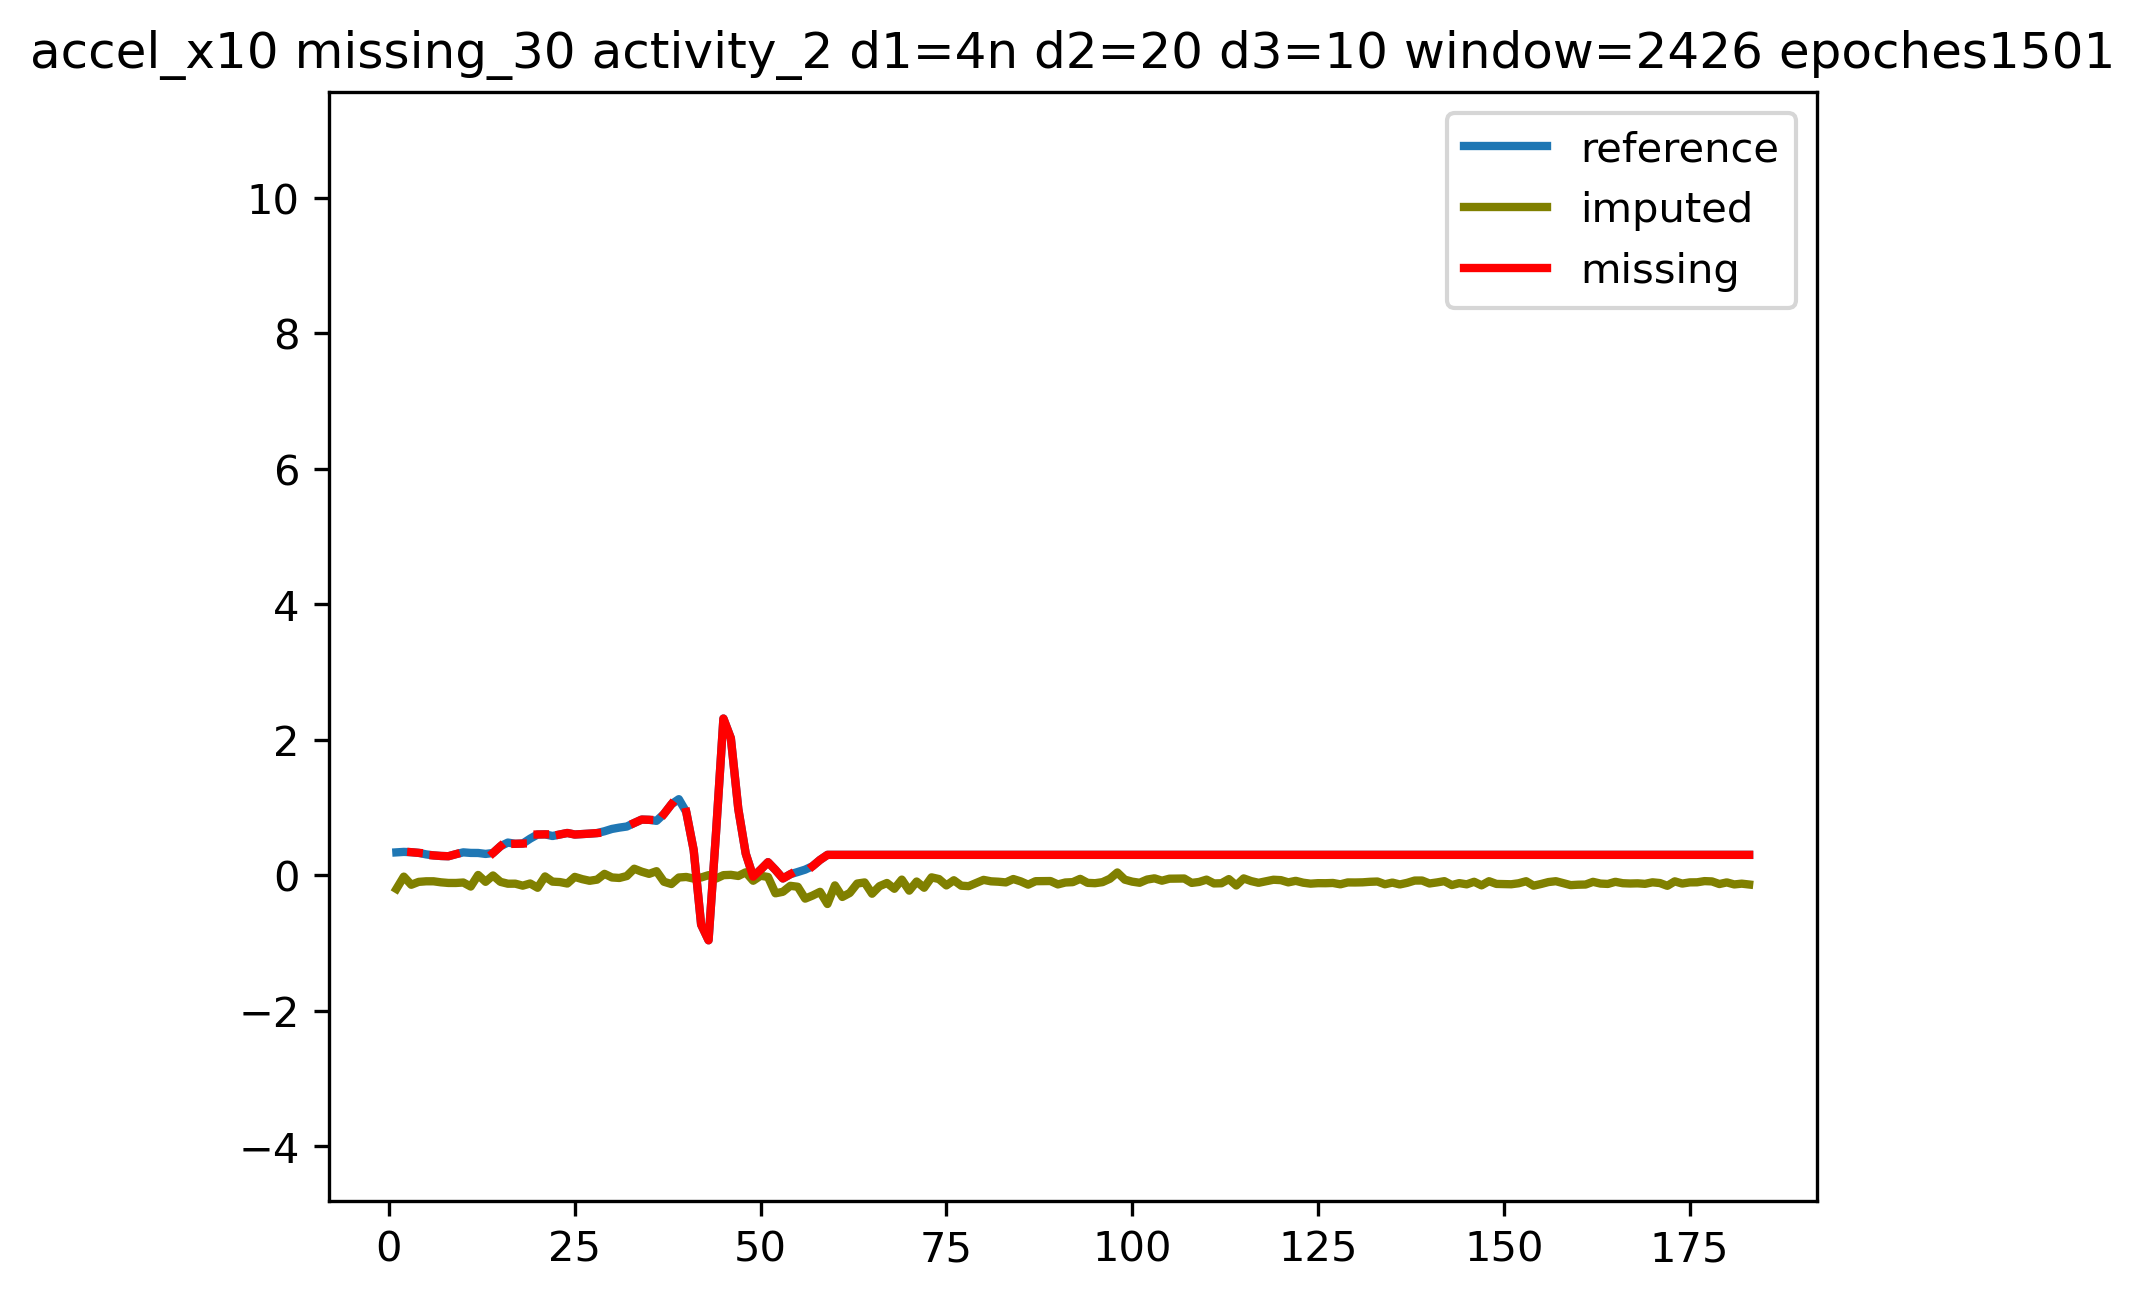 accel_x10 missing_30 activity_2 d1=4n d2=20 d3=10 window=2426 epoches1501
reference
imputed
missing
10
8
6
4
2
0
−2
−4
0 25 50 75 100 125 150 175